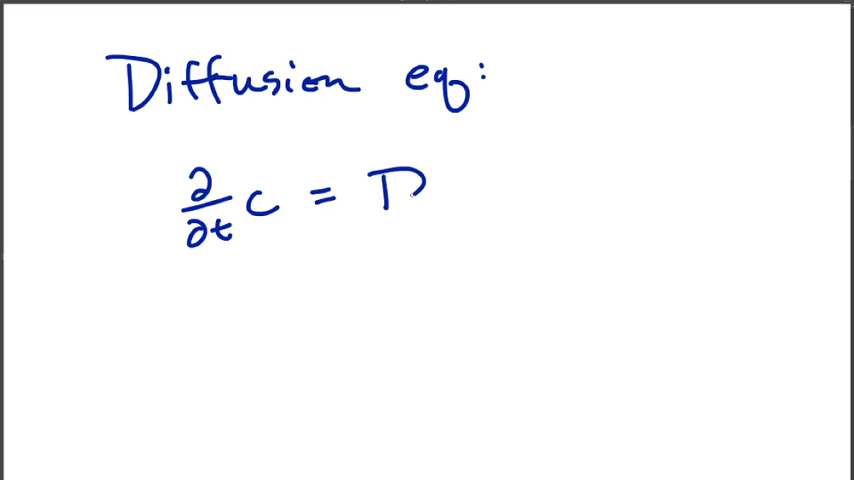 Diffusion eq:
∂/∂t c = D